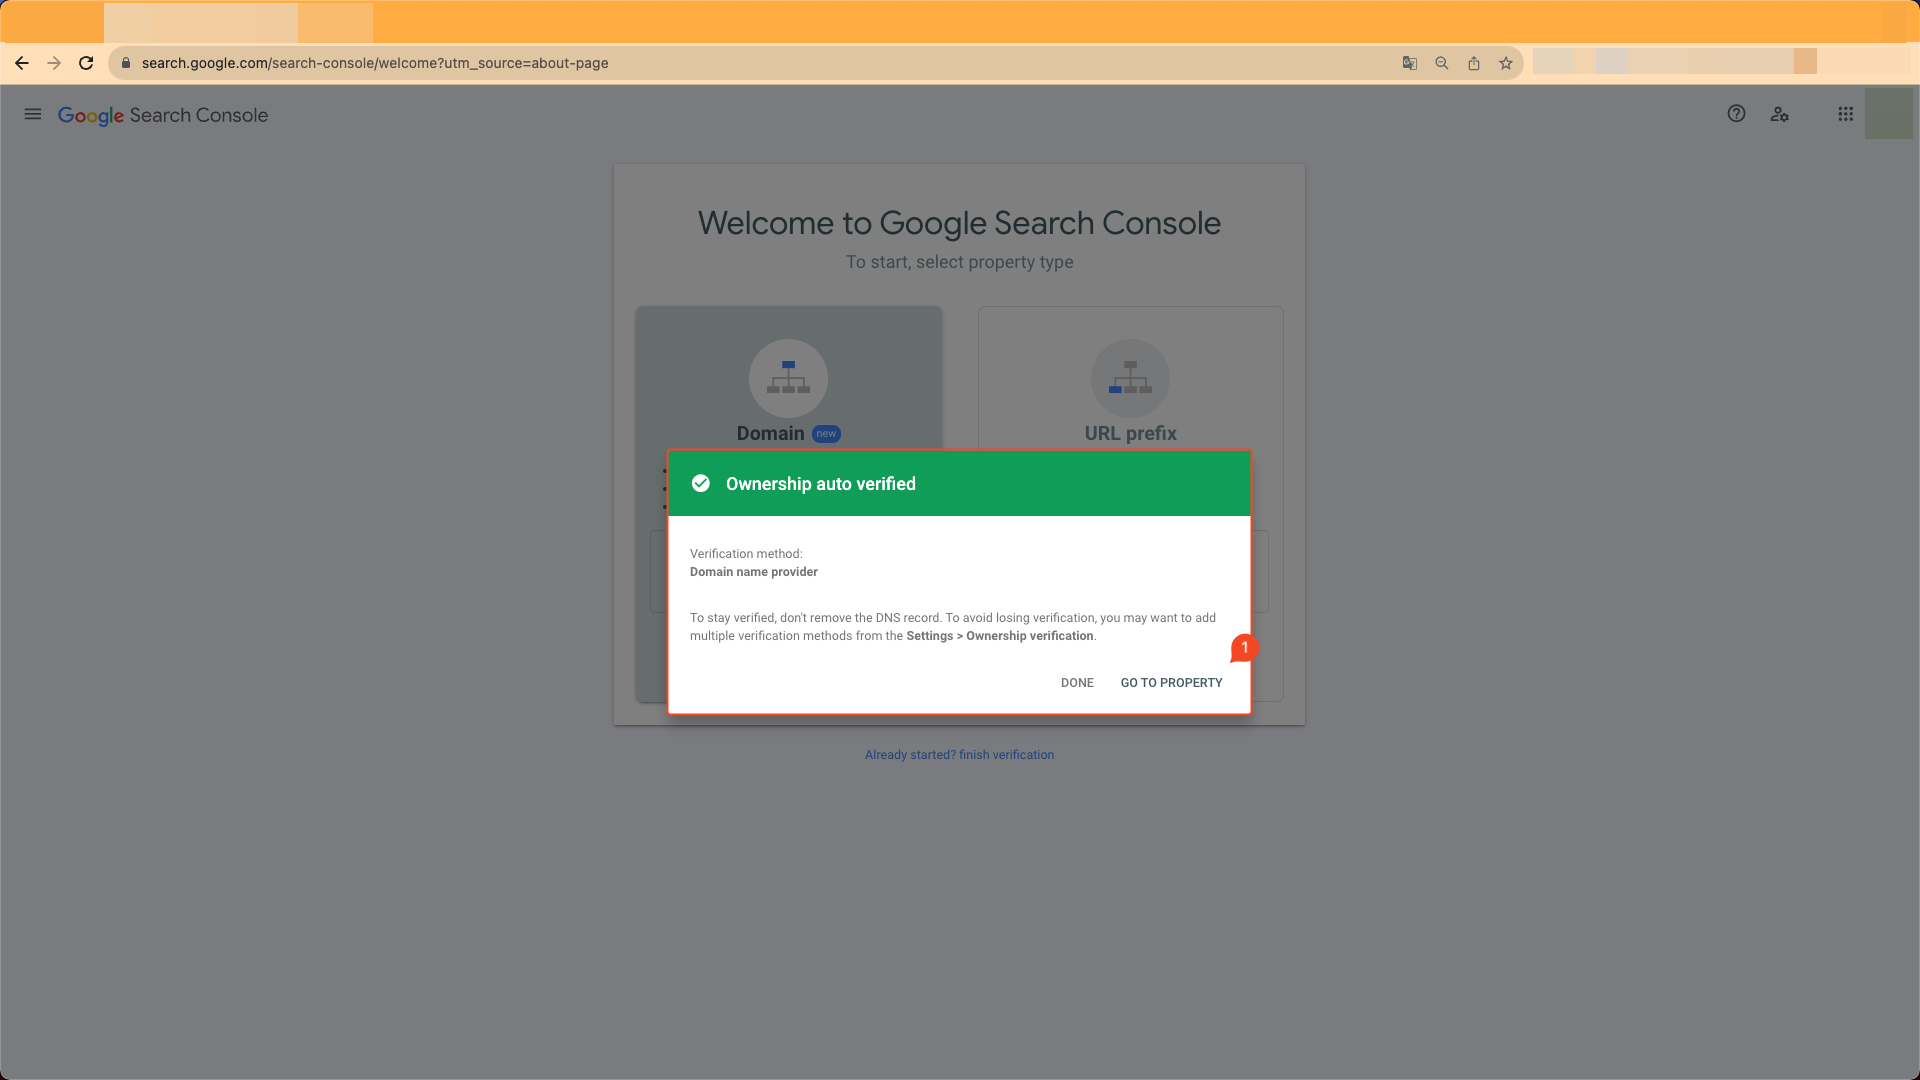 search.google.com/search-console/welcome?utm_source=about-page
Google Search Console
Welcome to Google Search Console
To start, select property type
Domain new
URL prefix
Ownership auto verified
Verification method:
Domain name provider
To stay verified, don't remove the DNS record. To avoid losing verification, you may want to add
multiple verification methods from the Settings > Ownership verification.
1
DONE GO TO PROPERTY
Already started? finish verification